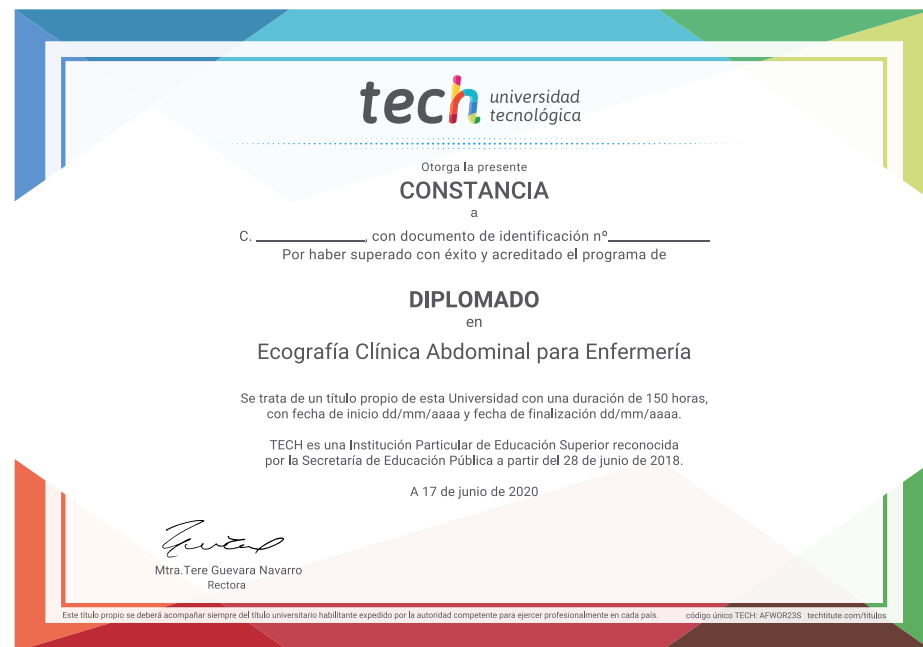 tech universidad
tecnológica
Otorga la presente
CONSTANCIA
a
C. ____________, con documento de identificación nº____________
Por haber superado con éxito y acreditado el programa de
DIPLOMADO
en
Ecografía Clínica Abdominal para Enfermería
Se trata de un título propio de esta Universidad con una duración de 150 horas,
con fecha de inicio dd/mm/aaaa y fecha de finalización dd/mm/aaaa.
TECH es una Institución Particular de Educación Superior reconocida
por la Secretaría de Educación Pública a partir del 28 de junio de 2018.
A 17 de junio de 2020
Mtra.Tere Guevara Navarro
Rectora
Este título propio se deberá acompañar siempre del título universitario habilitante expedido por la autoridad competente para ejercer profesionalmente en cada país. código único TECH: AFWOR23S techtitute.com/titulos